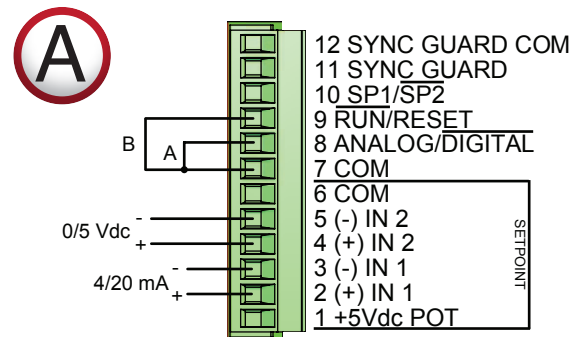 A
12 SYNC GUARD COM
11 SYNC GUARD
10 SP1/SP2
9 RUN/RESET
8 ANALOG/DIGITAL
7 COM
6 COM
5 (-) IN 2
4 (+) IN 2
3 (-) IN 1
2 (+) IN 1
1 +5Vdc POT
SETPOINT
B
A
0/5 Vdc
-
+
4/20 mA
-
+